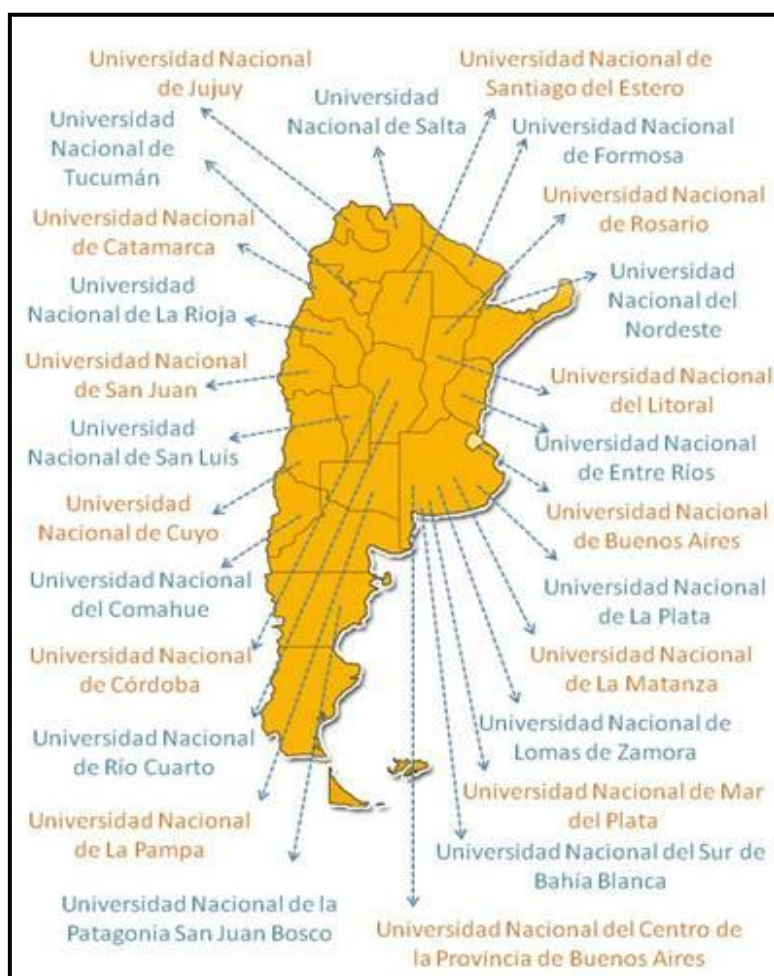 Universidad Nacional
de Jujuy
Universidad Nacional de
Santiago del Estero
Universidad
Nacional de Salta
Universidad
Nacional de
Tucumán
Universidad Nacional
de Formosa
Universidad Nacional
de Catamarca
Universidad Nacional
de Rosario
Universidad
Nacional de La Rioja
Universidad
Nacional del
Nordeste
Universidad Nacional
de San Juan
Universidad Nacional
del Litoral
Universidad
Nacional de San Luis
Universidad Nacional
de Entre Ríos
Universidad
Nacional de Cuyo
Universidad Nacional
de Buenos Aires
Universidad Nacional
del Comahue
Universidad Nacional
de La Plata
Universidad Nacional
de Córdoba
Universidad Nacional
de La Matanza
Universidad Nacional
de Río Cuarto
Universidad Nacional de
Lomas de Zamora
Universidad Nacional
de La Pampa
Universidad Nacional de Mar
del Plata
Universidad Nacional del Sur de
Bahía Blanca
Universidad Nacional de la
Patagonia San Juan Bosco
Universidad Nacional del Centro de
la Provincia de Buenos Aires